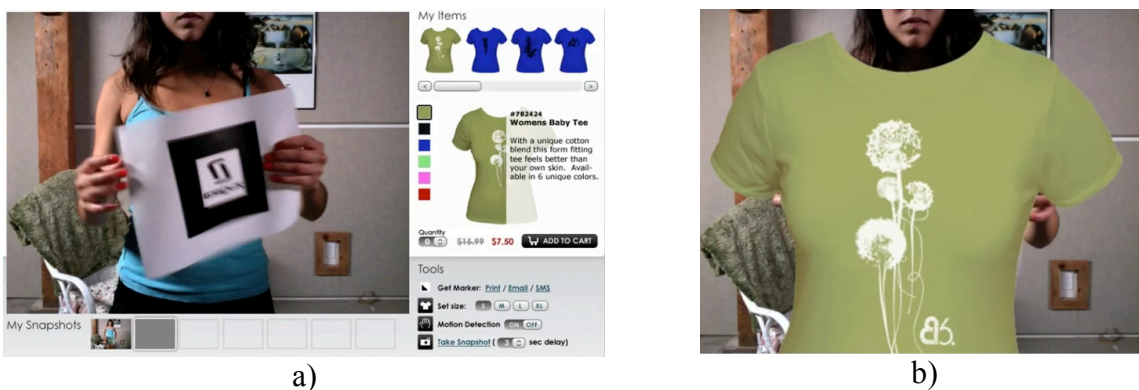 My Items
< >
#782424
Womens Baby Tee
With a unique cotton
blend this form fitting
tee feels better than
your own skin. Avail-
able in 6 unique colors.
Quantity
0 $15.99 $7.50 ADD TO CART
Tools
Get Marker: Print / Email / SMS
Set size: S M L XL
Motion Detection ON OFF
Take Snapshot ( 3 sec delay)
My Snapshots
a)
b)